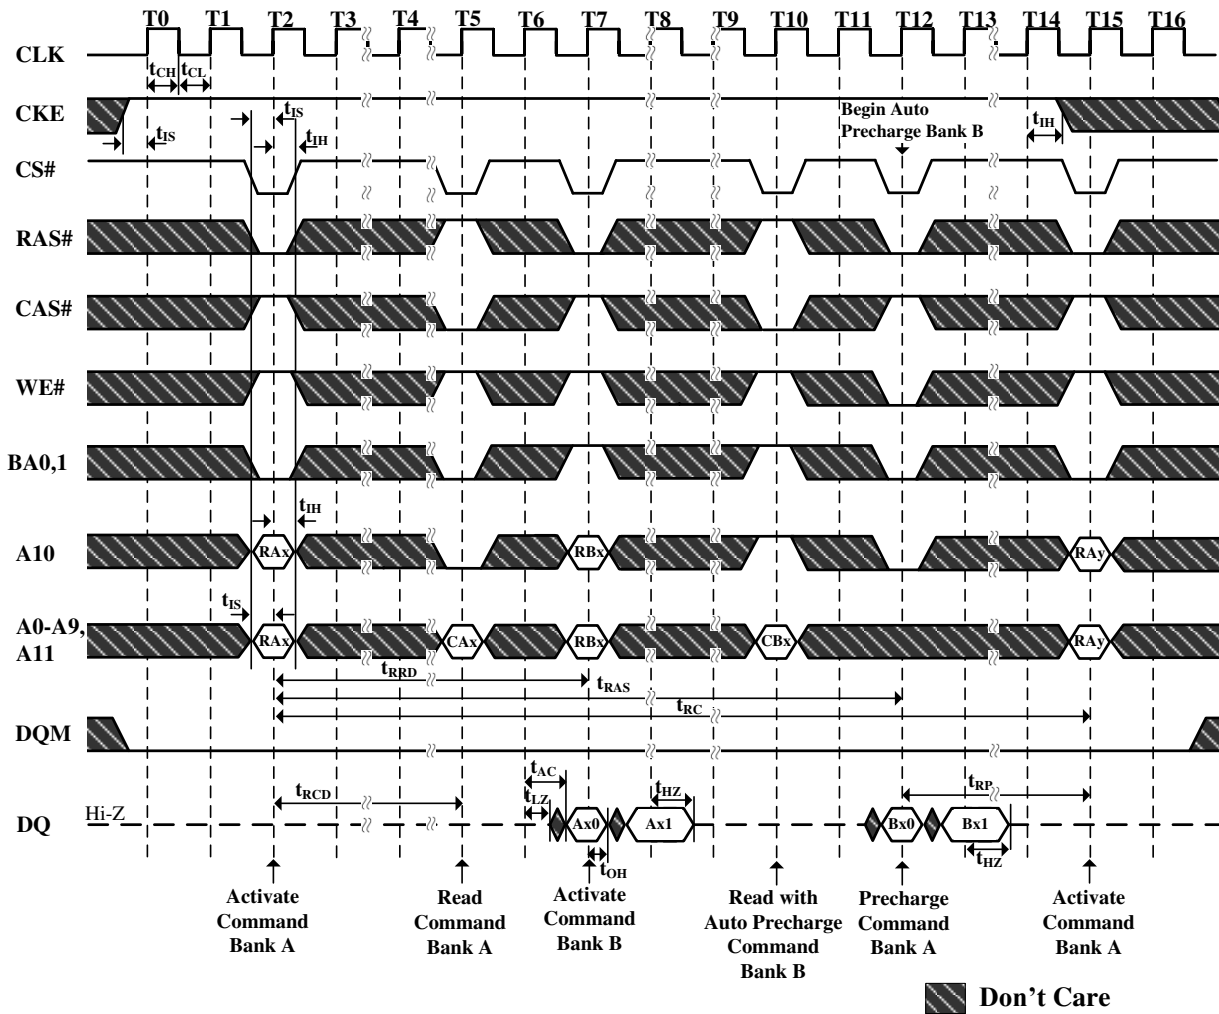 T0 T1 T2 T3 T4 T5 T6 T7 T8 T9 T10 T11 T12 T13 T14 T15 T16
CLK
tCH tCL
CKE
tIS
tIS
tIH
Begin Auto
Precharge Bank B
tIH
CS#
RAS#
CAS#
WE#
BA0,1
tIH
A10
RAx RBx RAy
tIS
A0-A9,
A11
RAx CAx RBx CBx RAy
tRRD
tRAS
tRC
DQM
tRCD
tAC
tLZ
tHZ
tRP
Hi-Z
DQ
Ax0 Ax1 Bx0 Bx1
tOH
tHZ
Activate
Command
Bank A
Read
Command
Bank A
Activate
Command
Bank B
Read with
Auto Precharge
Command
Bank B
Precharge
Command
Bank A
Activate
Command
Bank A
Don't Care